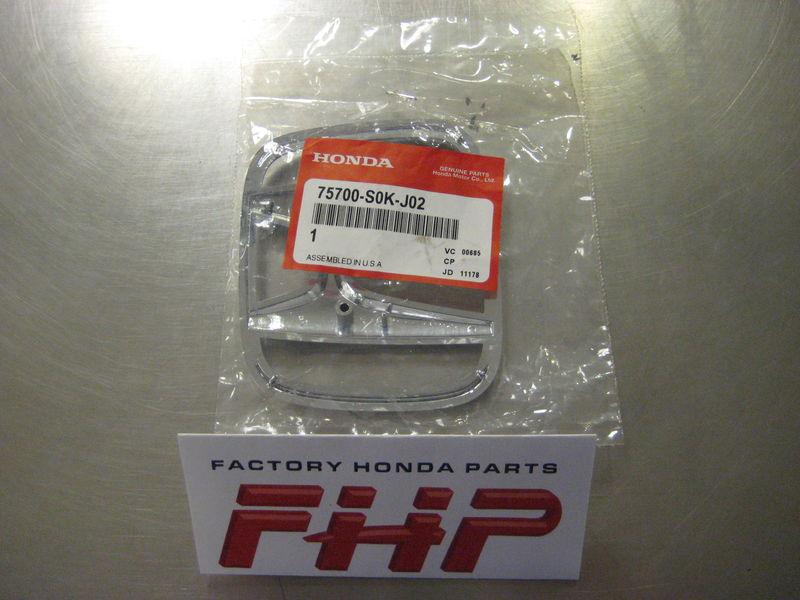 HONDA
GENUINE PARTS
Honda Motor Co., Ltd.
75700-S0K-J02
1
VC 00685
ASSEMBLED IN U.S.A
CP
JD 11178
FACTORY HONDA PARTS
FHP